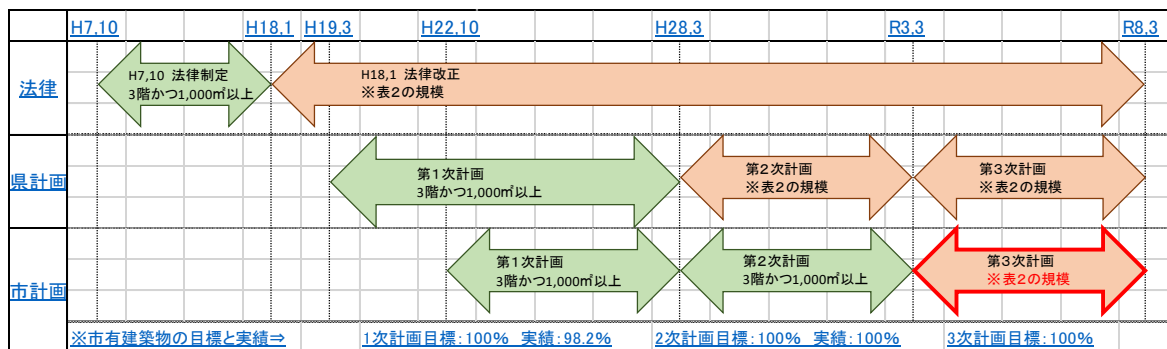 H7,10 H18,1 H19,3 H22,10 H28,3 R3,3 R8,3
法律
H7,10 法律制定
3階かつ1,000㎡以上
H18,1 法律改正
※表2の規模
県計画
第1次計画
3階かつ1,000㎡以上
第2次計画
※表2の規模
第3次計画
※表2の規模
市計画
第1次計画
3階かつ1,000㎡以上
第2次計画
3階かつ1,000㎡以上
第3次計画
※表2の規模
※市有建築物の目標と実績⇒ 1次計画目標:100% 実績:98.2% 2次計画目標:100% 実績:100% 3次計画目標:100%